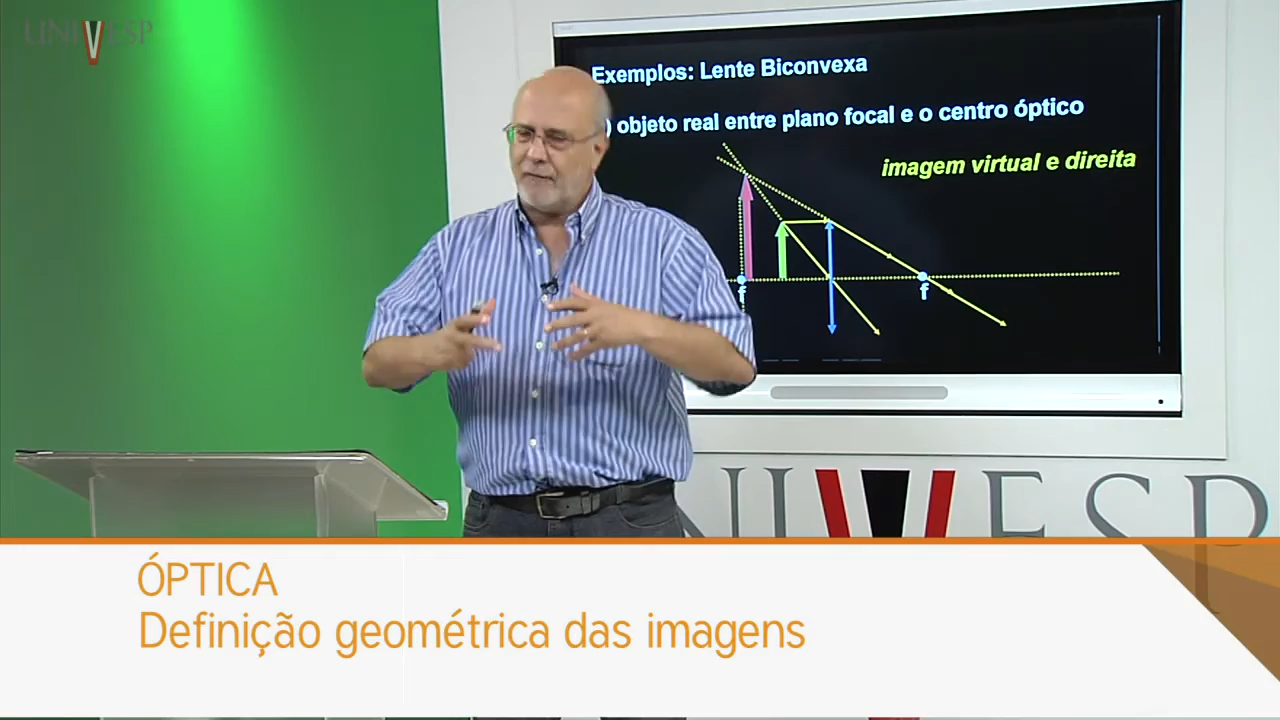 UNIVESP
Exemplos: Lente Biconvexa
) objeto real entre plano focal e o centro óptico
imagem virtual e direita
f
f
UNIVESP
ÓPTICA
Definição geométrica das imagens